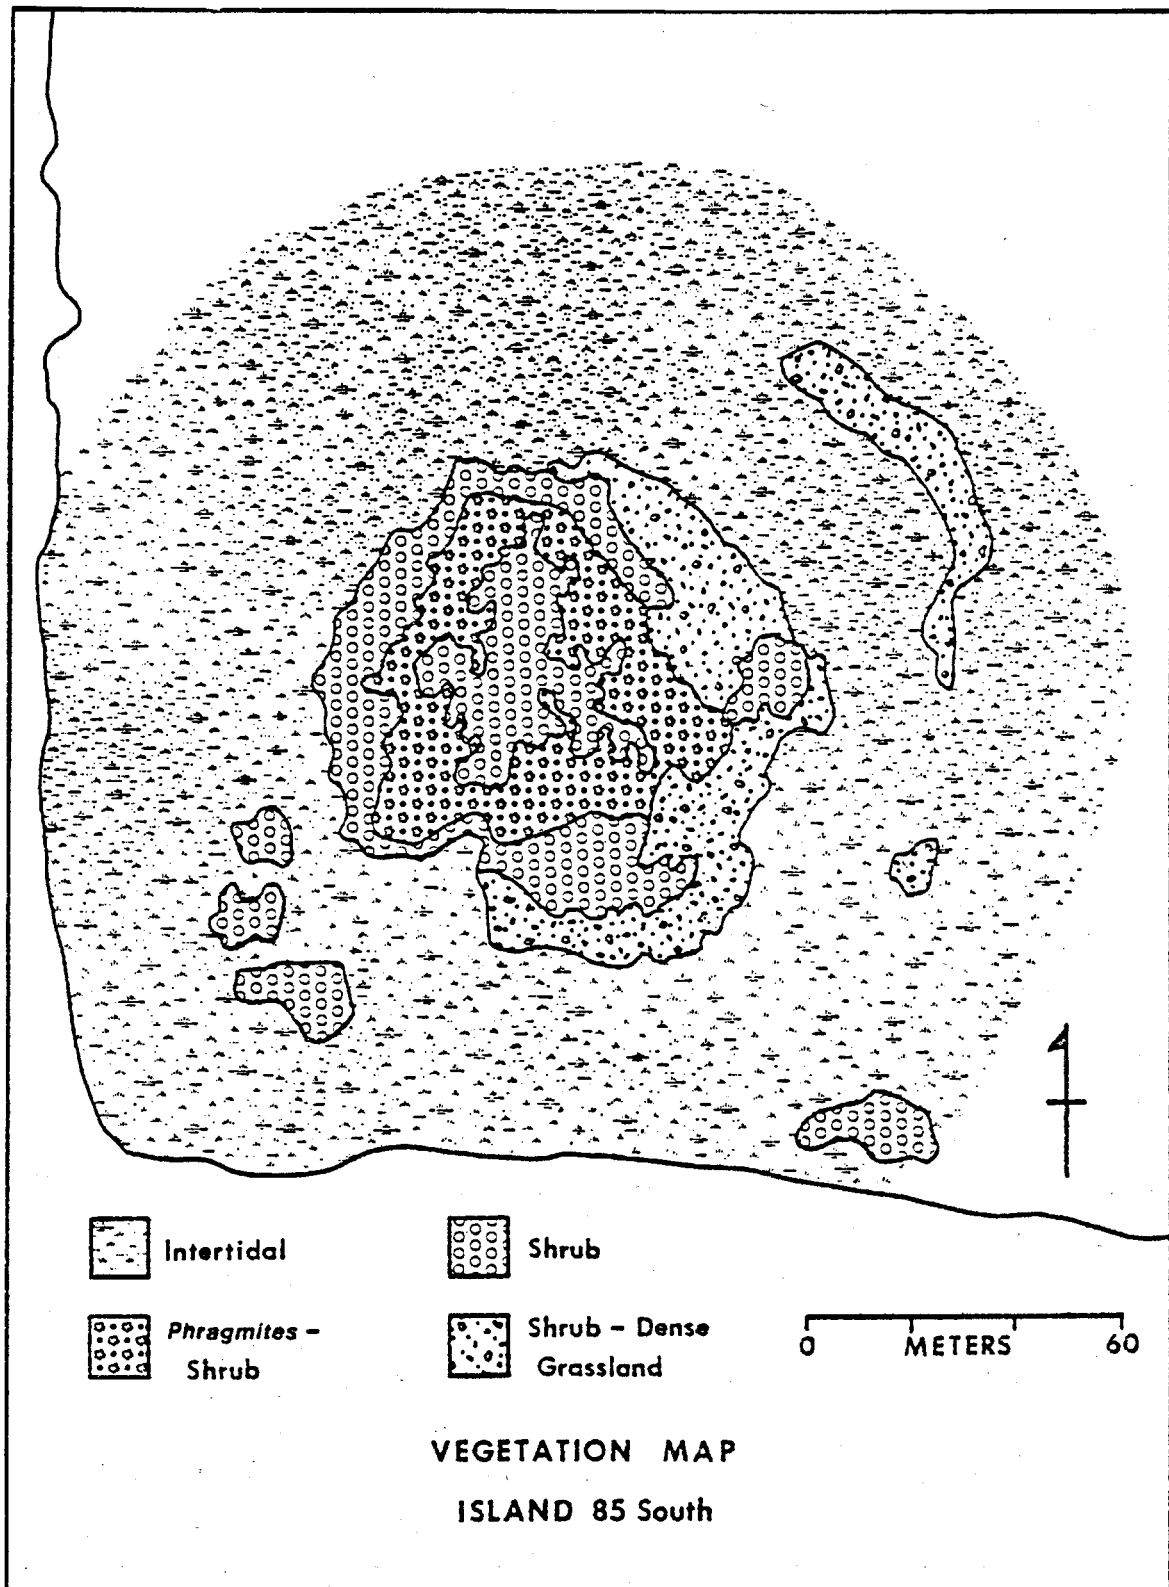 Intertidal
Shrub
Phragmites –
Shrub
Shrub – Dense
Grassland
0 METERS 60
VEGETATION MAP
ISLAND 85 South